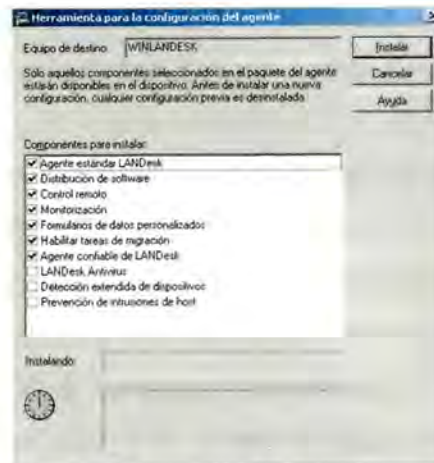 Herramienta para la configuración del agente
Equipo de destino: WINLANDESK
Instalar
Solo aquellos componentes seleccionados en el paquete del agente
estarán disponibles en el dispositivo. Antes de instalar una nueva
configuración, cualquier configuración previa es desinstalada.
Cancelar
Ayuda
Componentes para instalar:
Agente estándar LANDesk
Distribución de software
Control remoto
Monitorización
Formularios de datos personalizados
Habilitar tareas de migración
Agente confiable de LANDesk
LANDesk Antivirus
Detección extendida de dispositivos
Prevención de intrusiones de host
Instalando: